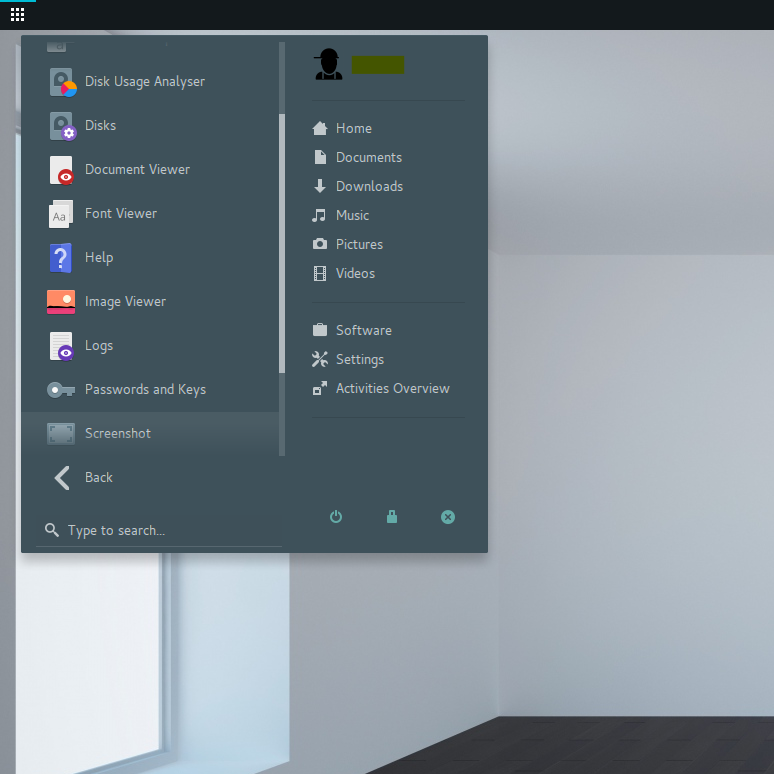 Disk Usage Analyser
Disks
Document Viewer
Aa
Font Viewer
?
Help
Image Viewer
Logs
Passwords and Keys
Screenshot
Back
Type to search...
Home
Documents
Downloads
Music
Pictures
Videos
Software
Settings
Activities Overview